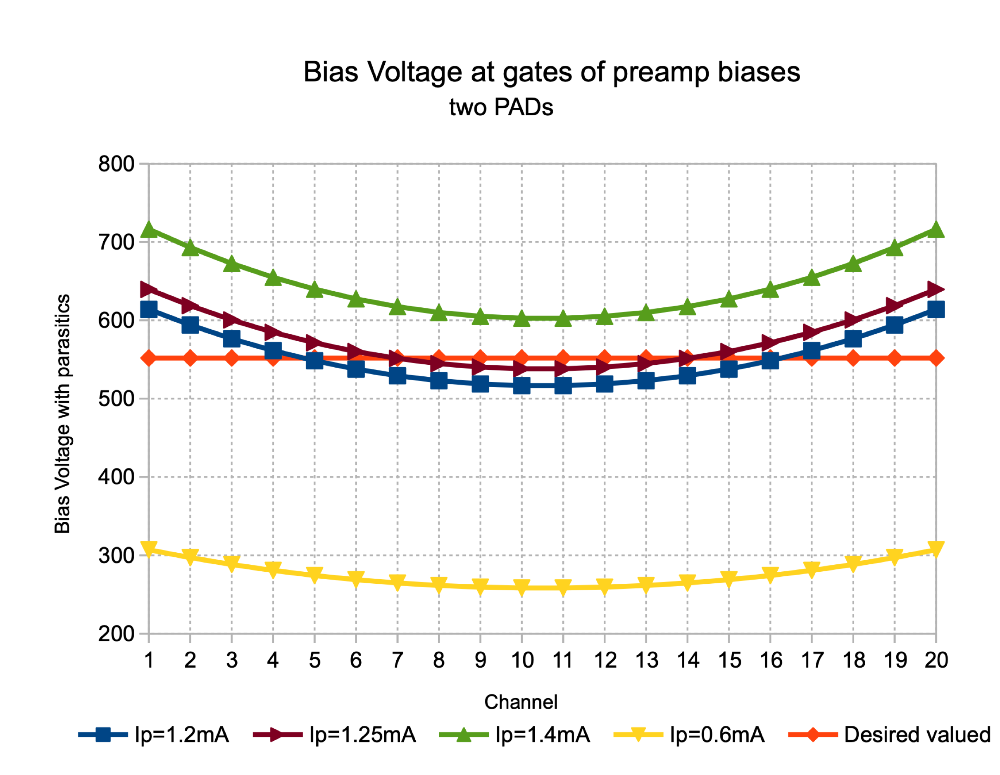 Bias Voltage at gates of preamp biases
two PADs
Bias Voltage with parasitics
800
700
600
500
400
300
200
1 2 3 4 5 6 7 8 9 10 11 12 13 14 15 16 17 18 19 20
Channel
Ip=1.2mA Ip=1.25mA Ip=1.4mA Ip=0.6mA Desired valued